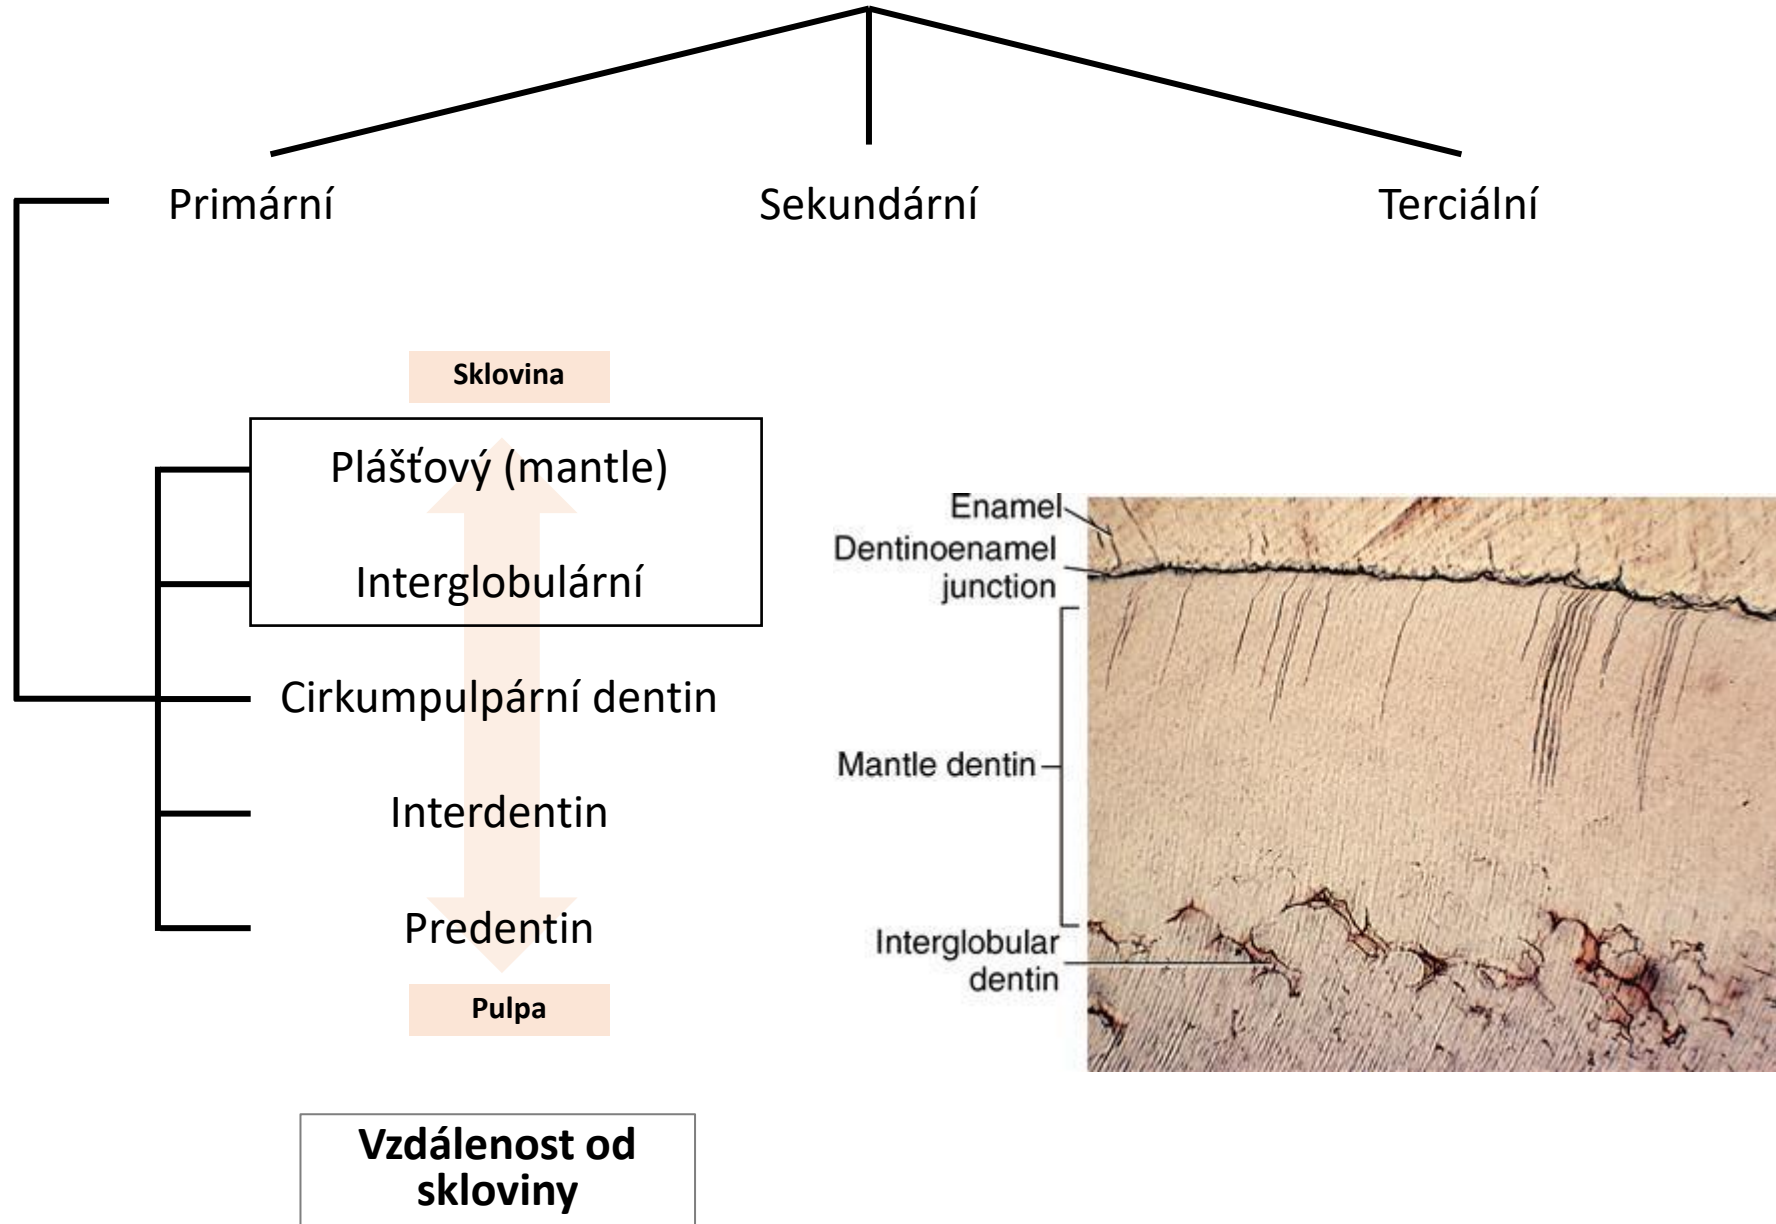 Primární
Sekundární
Terciální
Sklovina
Plášťový (mantle)
Interglobulární
Cirkumpulpární dentin
Interdentin
Predentin
Pulpa
Vzdálenost od
skloviny
Enamel
Dentinoenamel
junction
Mantle dentin
Interglobular
dentin